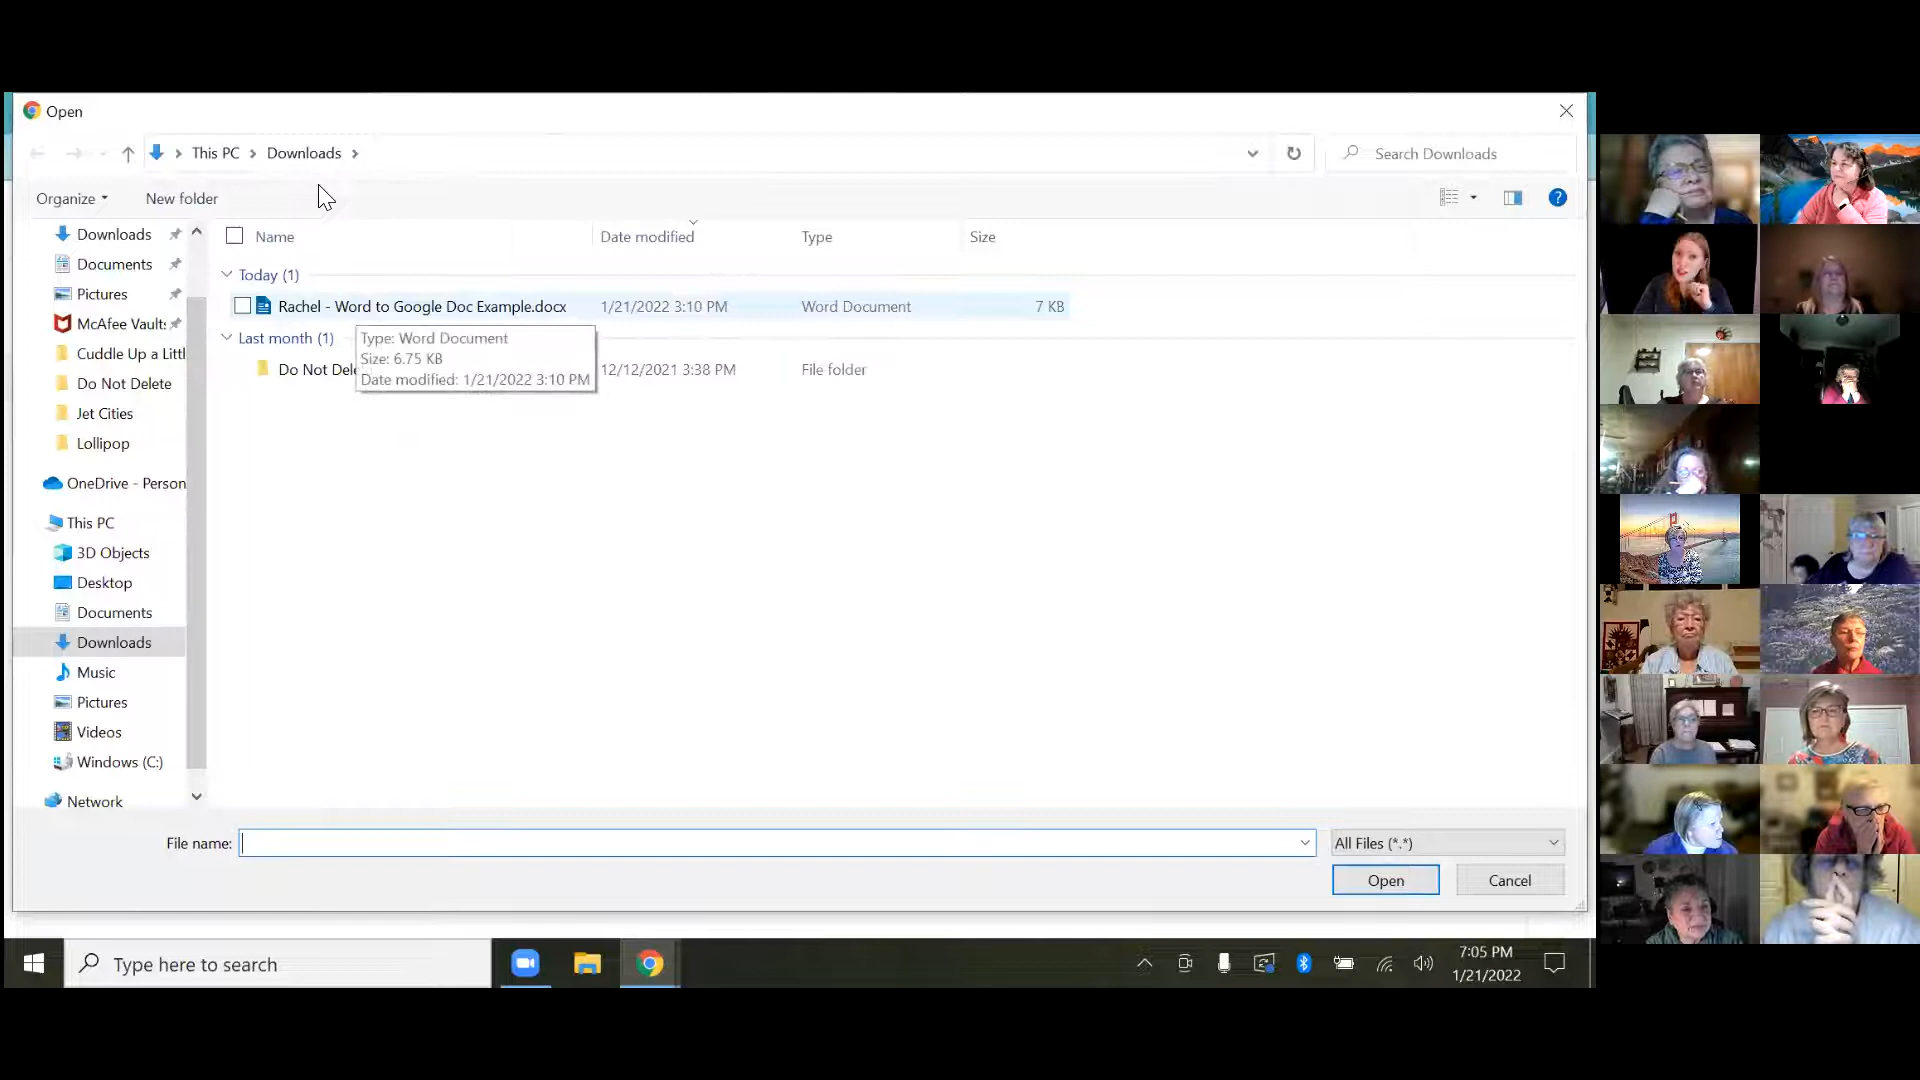 Open
This PC
Downloads
Search Downloads
Organize
New folder
Name
Date modified
Type
Size
Today (1)
Rachel - Word to Google Doc Example.docx
1/21/2022 3:10 PM
Word Document
7 KB
Last month (1)
Do Not Dele
12/12/2021 3:38 PM
File folder
Type: Word Document
Size: 6.75 KB
Date modified: 1/21/2022 3:10 PM
Downloads
Documents
Pictures
McAfee Vault
Cuddle Up a Littl
Do Not Delete
Jet Cities
Lollipop
OneDrive - Person
This PC
3D Objects
Desktop
Documents
Downloads
Music
Pictures
Videos
Windows (C:)
Network
File name:
All Files (*.*)
Open
Cancel
Type here to search
7:05 PM
1/21/2022